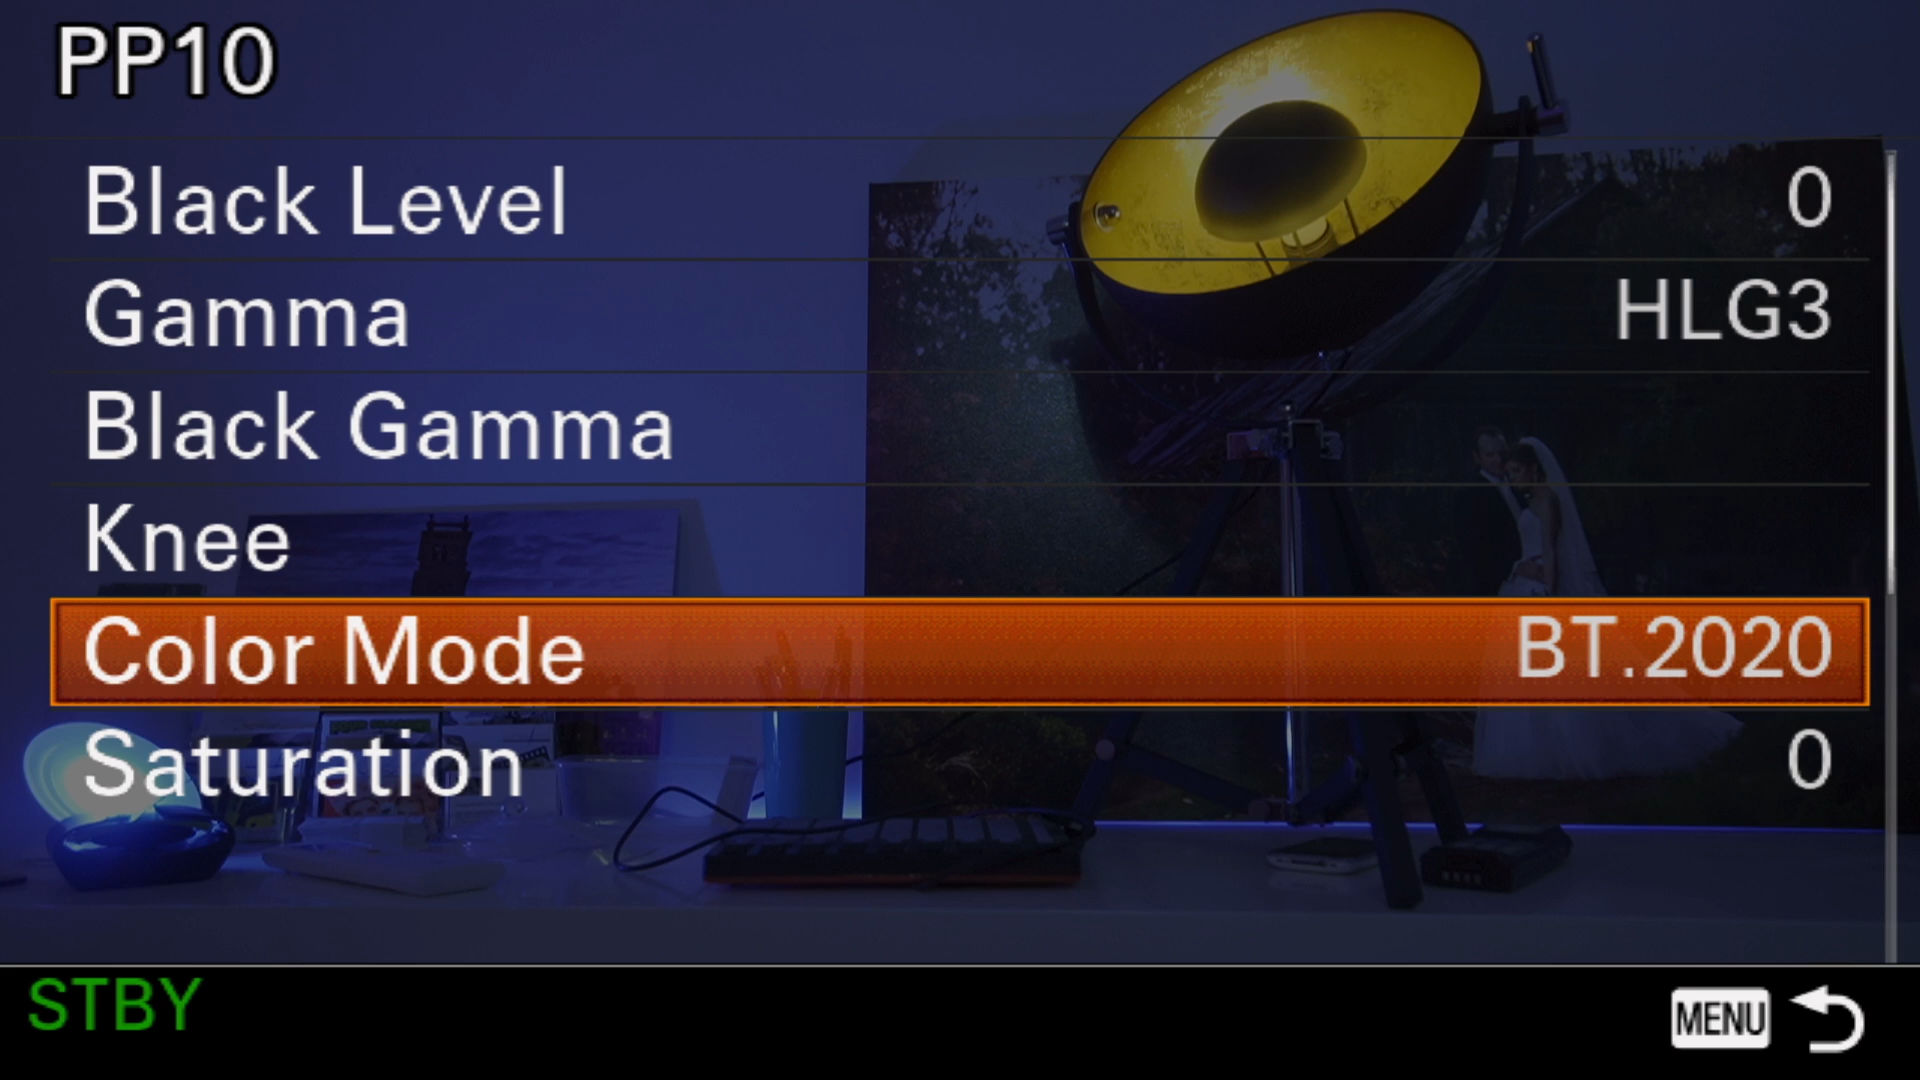 PP10
Black Level 0
Gamma HLG3
Black Gamma
Knee
Color Mode BT.2020
Saturation 0
STBY MENU